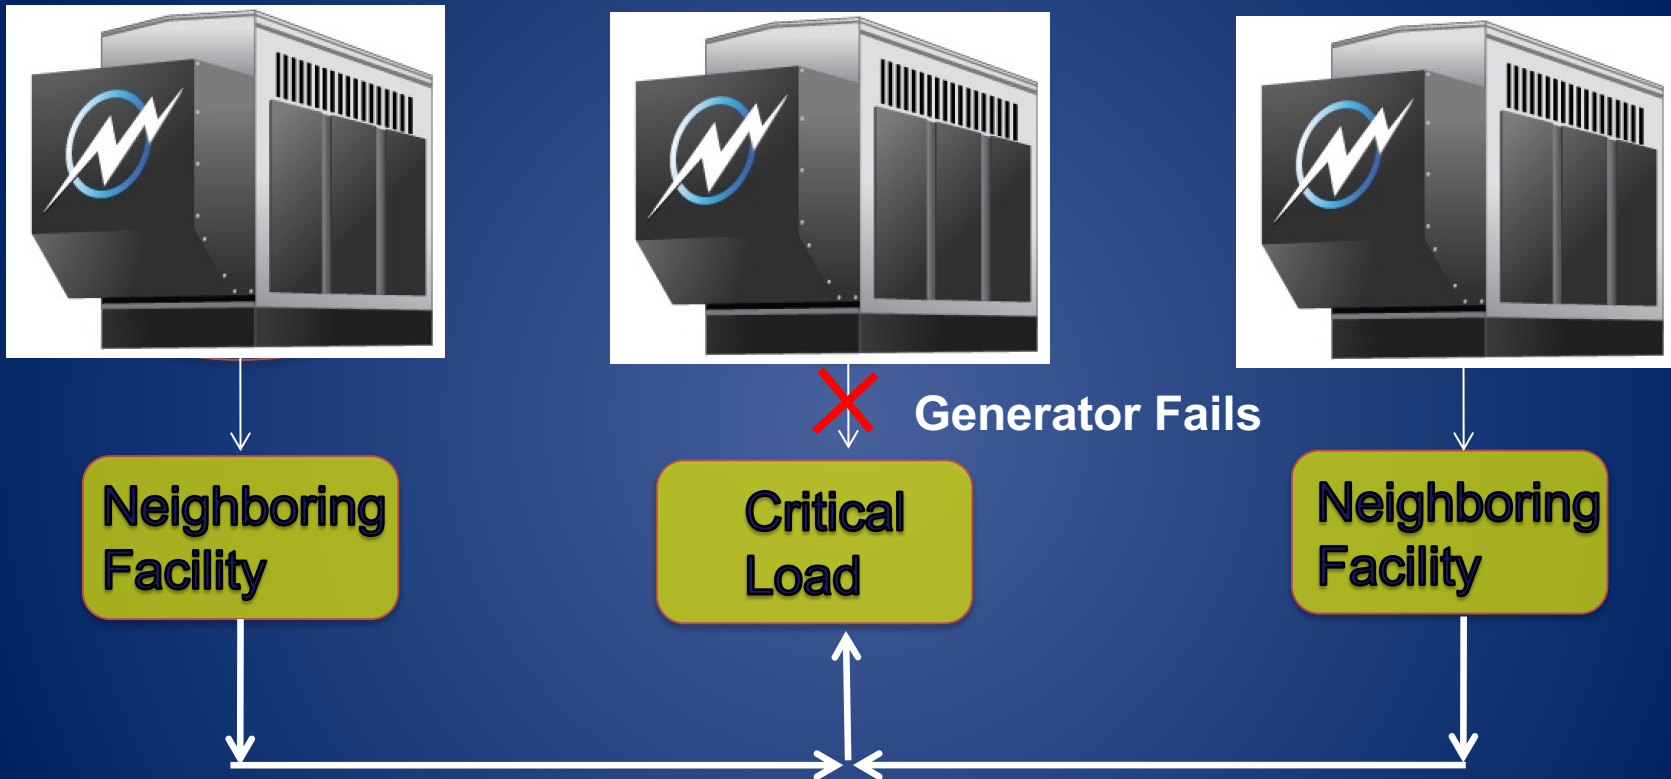 Generator Fails
Neighboring
Facility
Critical
Load
Neighboring
Facility